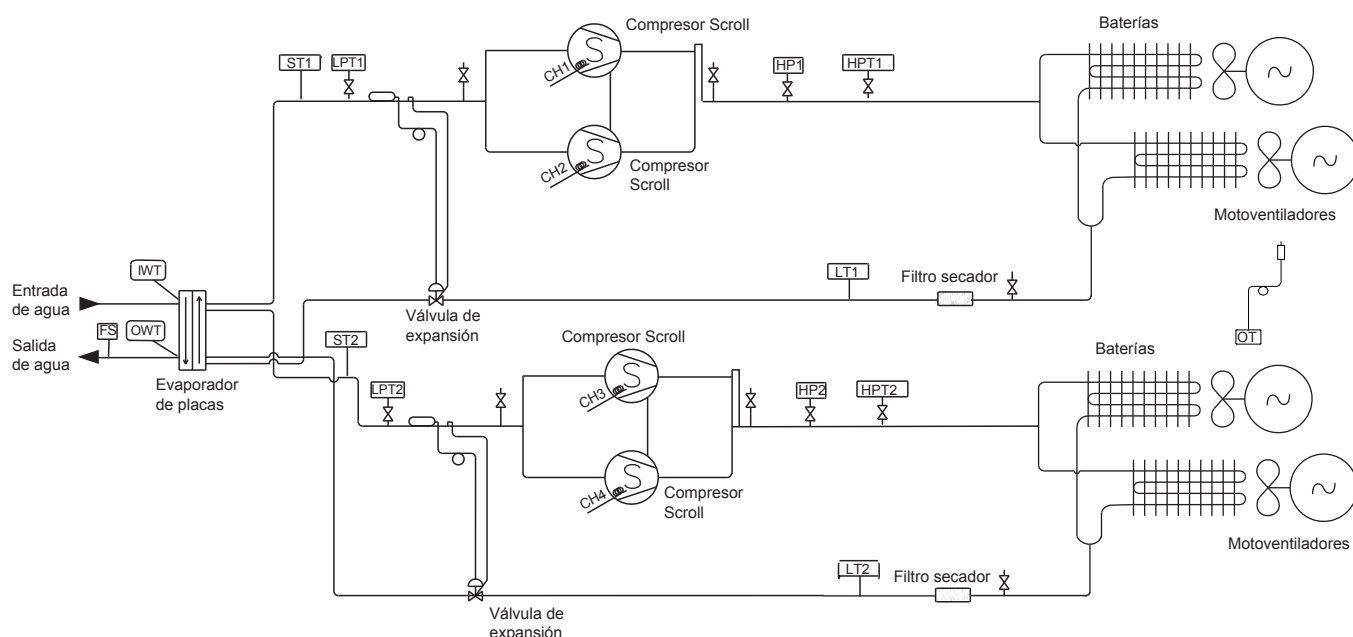 Compresor Scroll
Baterías
ST1
LPT1
HP1
HPT1
CH1
CH2
Compresor
Scroll
Motoventiladores
IWT
Entrada
de agua
LT1
Filtro secador
Válvula de
expansión
FS
OWT
Salida
de agua
OT
Evaporador
de placas
ST2
Compresor Scroll
Baterías
LPT2
HP2
HPT2
CH3
CH4
Compresor
Scroll
Motoventiladores
LT2
Filtro secador
Válvula de
expansión